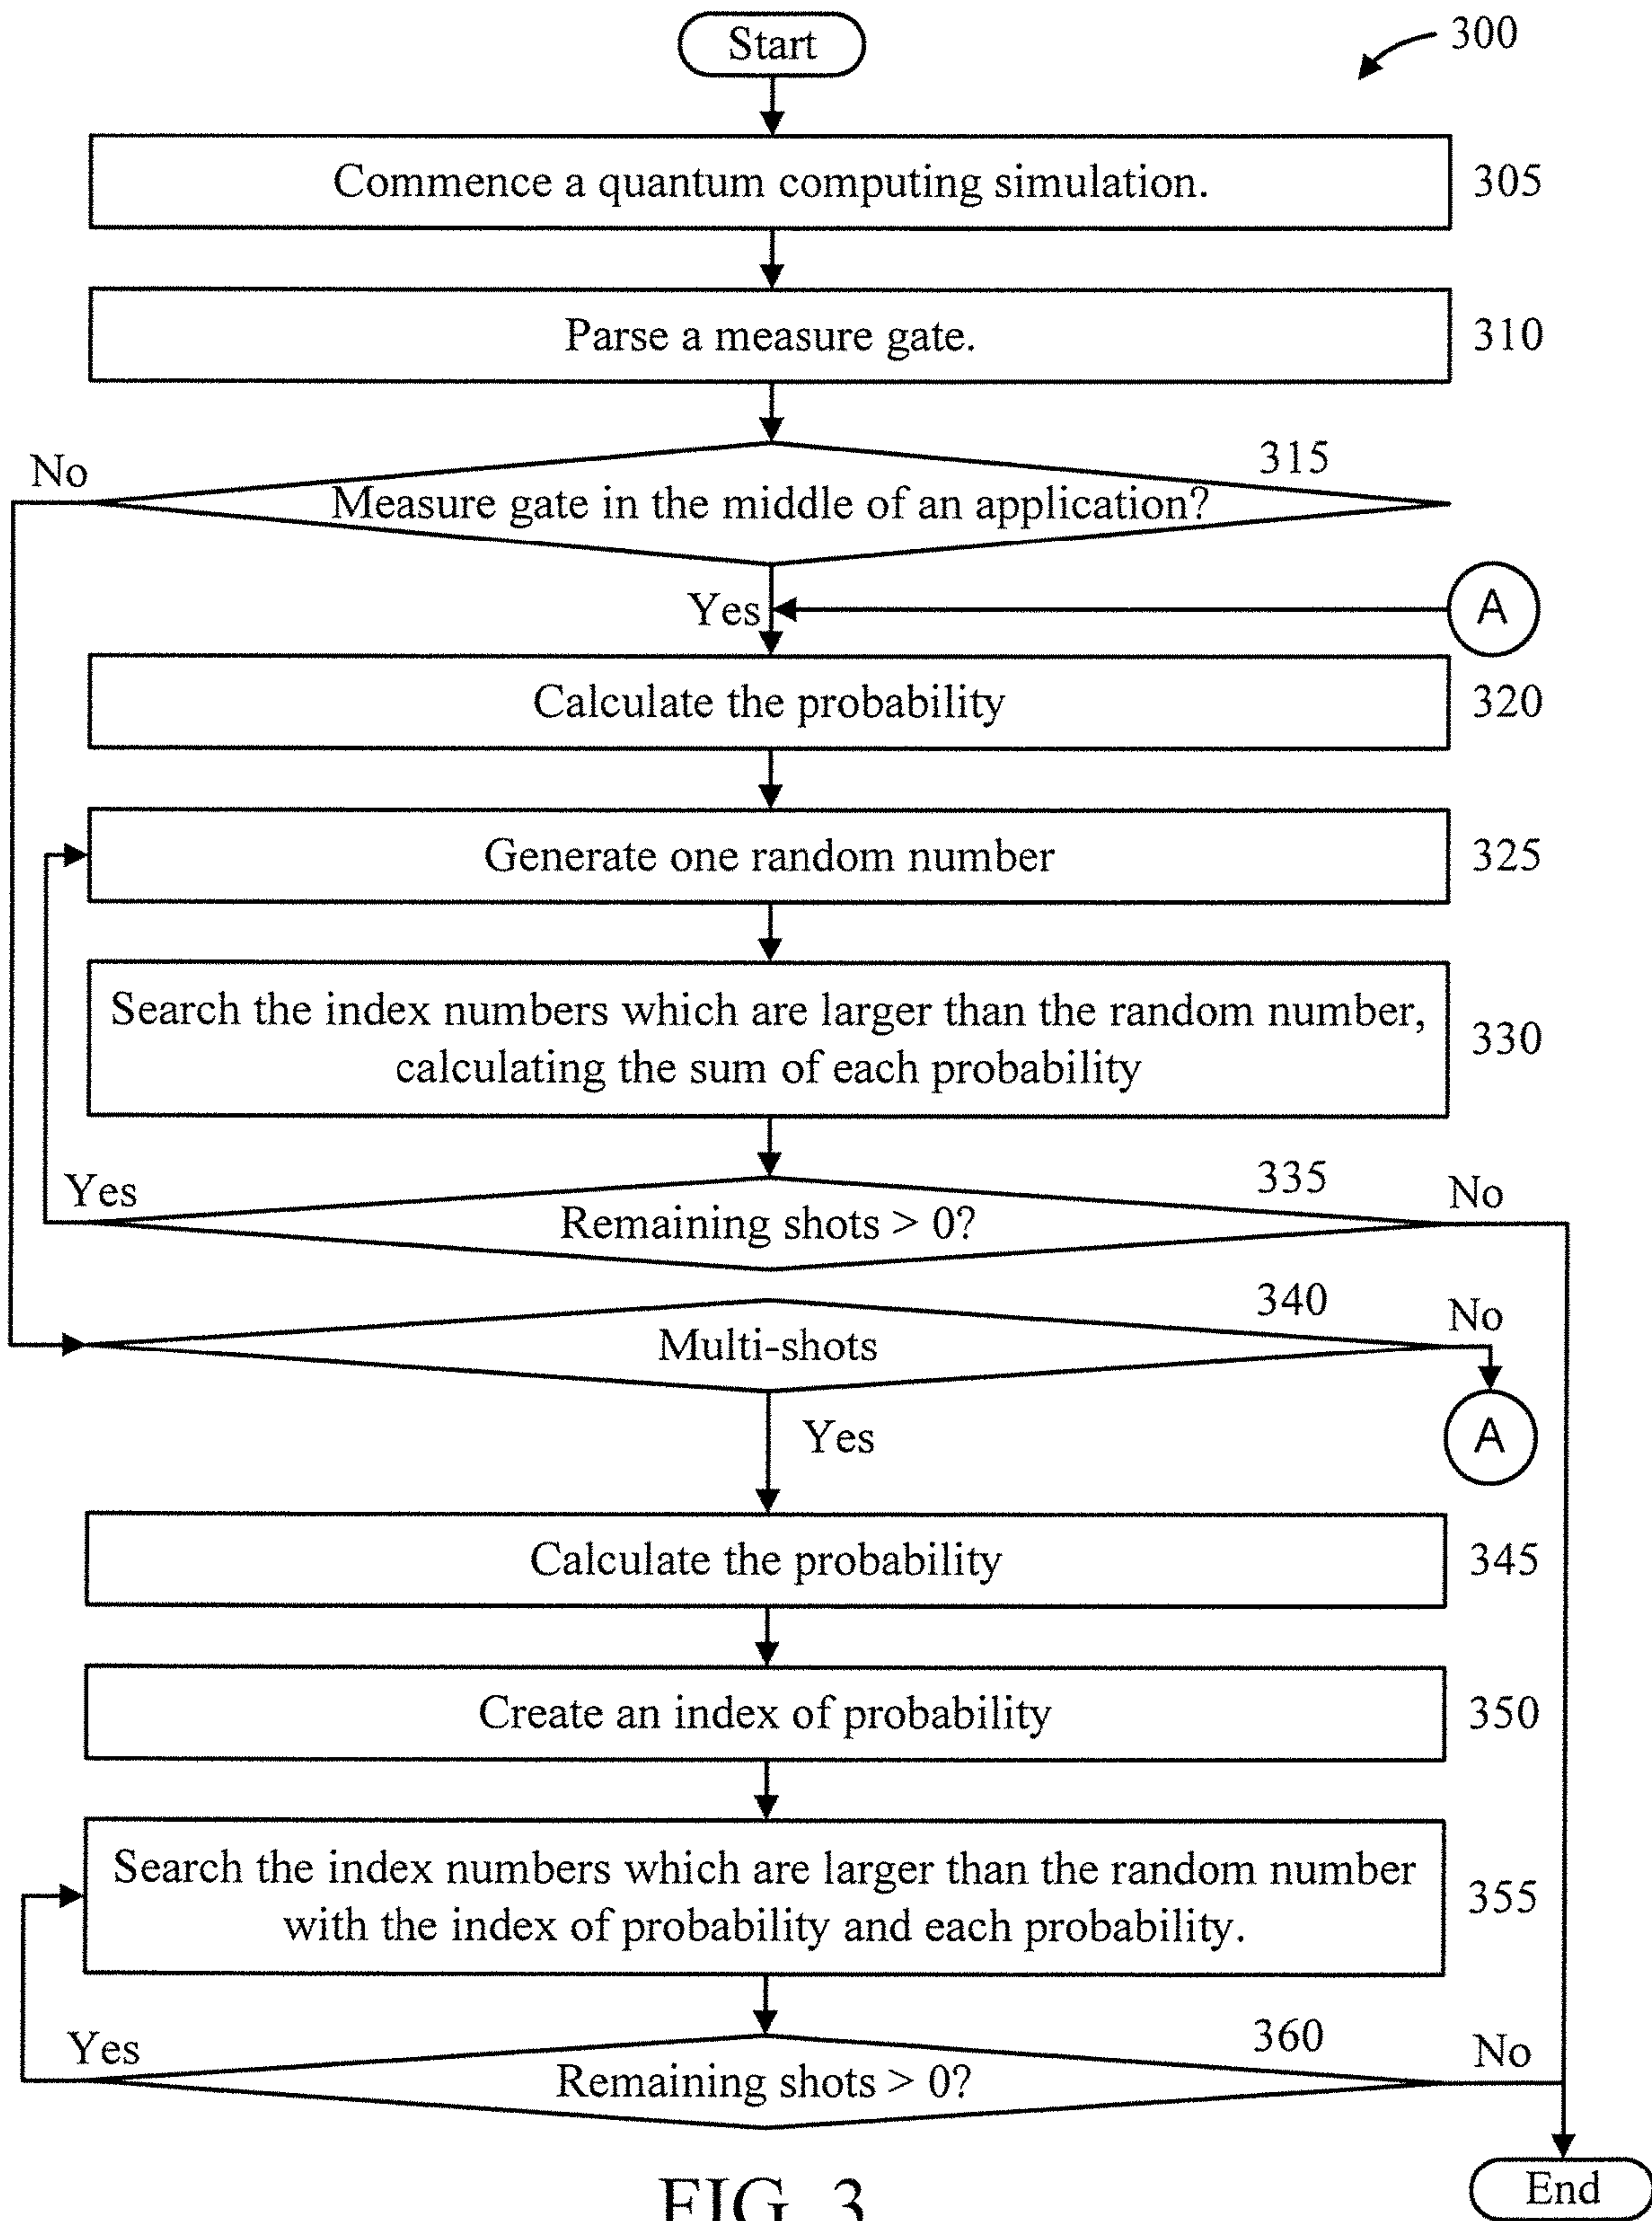 Start
300
Commence a quantum computing simulation.
305
Parse a measure gate.
310
No
315
Measure gate in the middle of an application?
Yes
A
Calculate the probability
320
Generate one random number
325
Search the index numbers which are larger than the random number,
calculating the sum of each probability
330
Yes
335
No
Remaining shots > 0?
340
No
Multi-shots
A
Yes
Calculate the probability
345
Create an index of probability
350
Search the index numbers which are larger than the random number
with the index of probability and each probability.
355
Yes
360
No
Remaining shots > 0?
End
FIG. 3